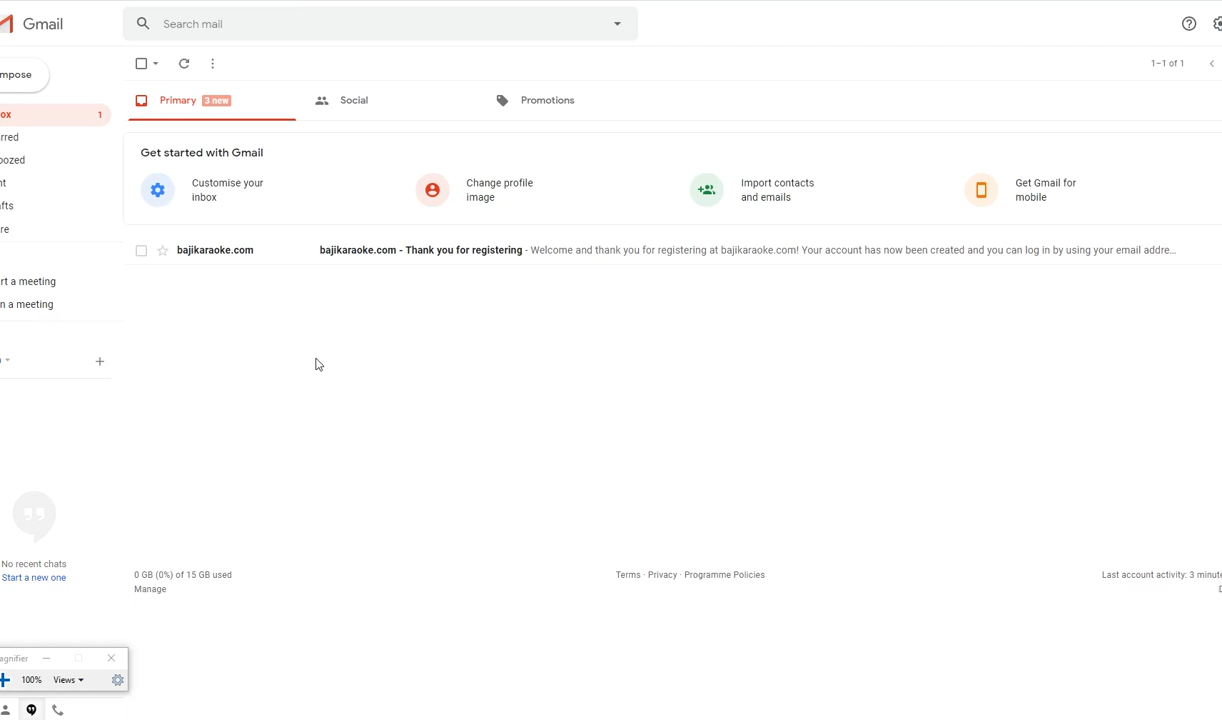 Gmail
Search mail
mpose
1–1 of 1
ox 1
Primary 3 new
Social
Promotions
rred
oozed
nt
afts
re
Get started with Gmail
Customise your
inbox
Change profile
image
Import contacts
and emails
Get Gmail for
mobile
bajikaraoke.com bajikaraoke.com - Thank you for registering - Welcome and thank you for registering at bajikaraoke.com! Your account has now been created and you can log in by using your email addre...
rt a meeting
n a meeting
No recent chats
Start a new one
0 GB (0%) of 15 GB used
Manage
Terms · Privacy · Programme Policies
Last account activity: 3 minute
D
agnifier
100% Views